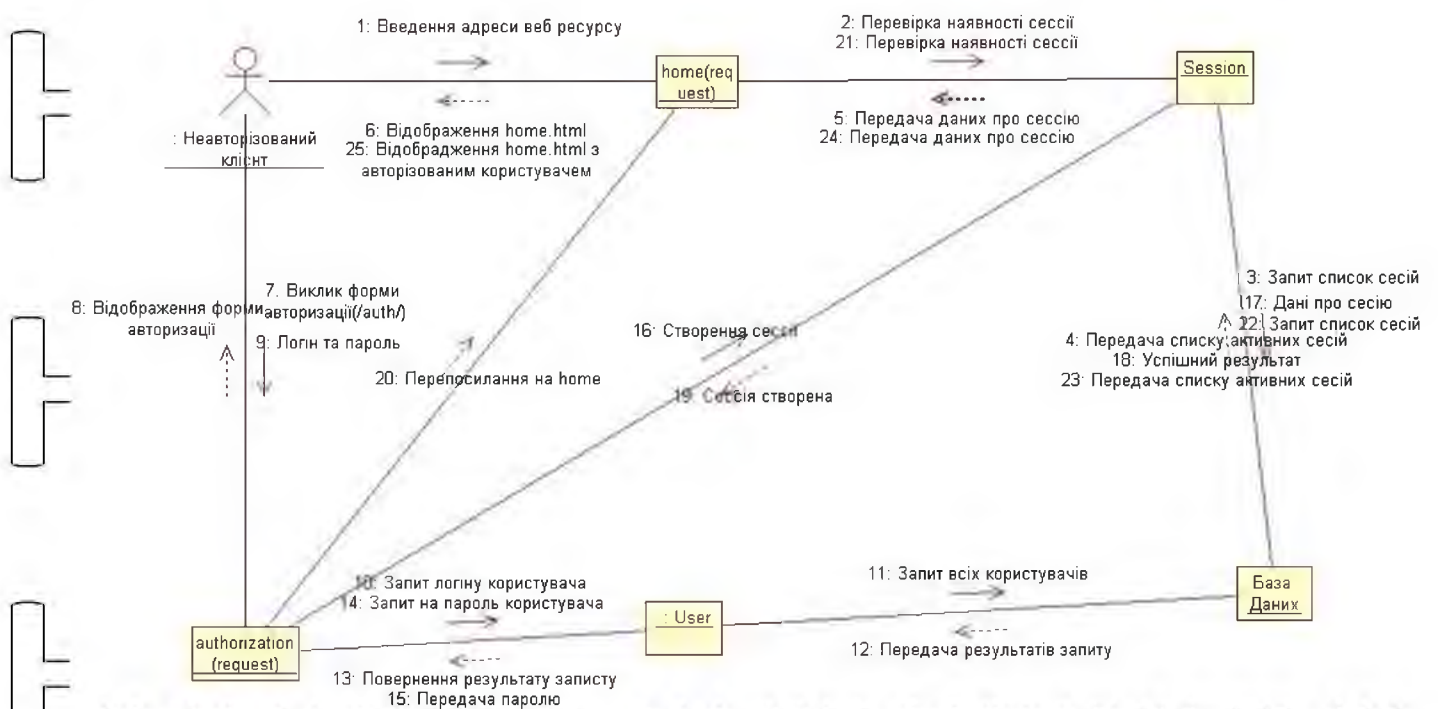 1: Введення адреси веб ресурсу
2: Перевірка наявності сессії
21: Перевірка наявності сессії
home(req
uest)
Session
: Неавторізований
клієнт
6: Відображення home.html
25: Відобрадження home.html з
авторізованим користувачем
5: Передача даних про сессію
24: Передача даних про сессію
8: Відображення форми
авторизації
7. Виклик форми
авторизації(/auth/)
9: Логін та пароль
16: Створення сессії
20: Перепосилання на home
19: Сессія створена
3: Запит список сесій
17: Дані про сесію
22: Запит список сесій
4: Передача списку активних сесій
18: Успішний результат
23: Передача списку активних сесій
10: Запит логіну користувача
14: Запит на пароль користувача
11: Запит всіх користувачів
База
Даних
: User
authorization
(request)
12: Передача результатів запиту
13: Повернення результату записту
15: Передача паролю